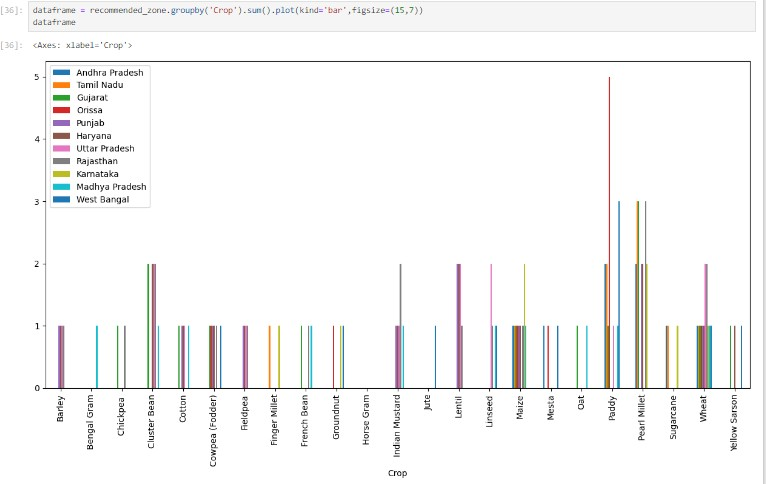 [36]: dataframe = recommended_zone.groupby('Crop').sum().plot(kind='bar',figsize=(15,7))
dataframe
[36]: <Axes: xlabel='Crop'>
5
4
3
2
1
0
Andhra Pradesh
Tamil Nadu
Gujarat
Orissa
Punjab
Haryana
Uttar Pradesh
Rajasthan
Karnataka
Madhya Pradesh
West Bangal
Barley
Bengal Gram
Chickpea
Cluster Bean
Cotton
Cowpea (Fodder)
Fieldpea
Finger Millet
French Bean
Groundnut
Horse Gram
Indian Mustard
Jute
Lentil
Linseed
Maize
Mesta
Oat
Paddy
Pearl Millet
Sugarcane
Wheat
Yellow Sarson
Crop